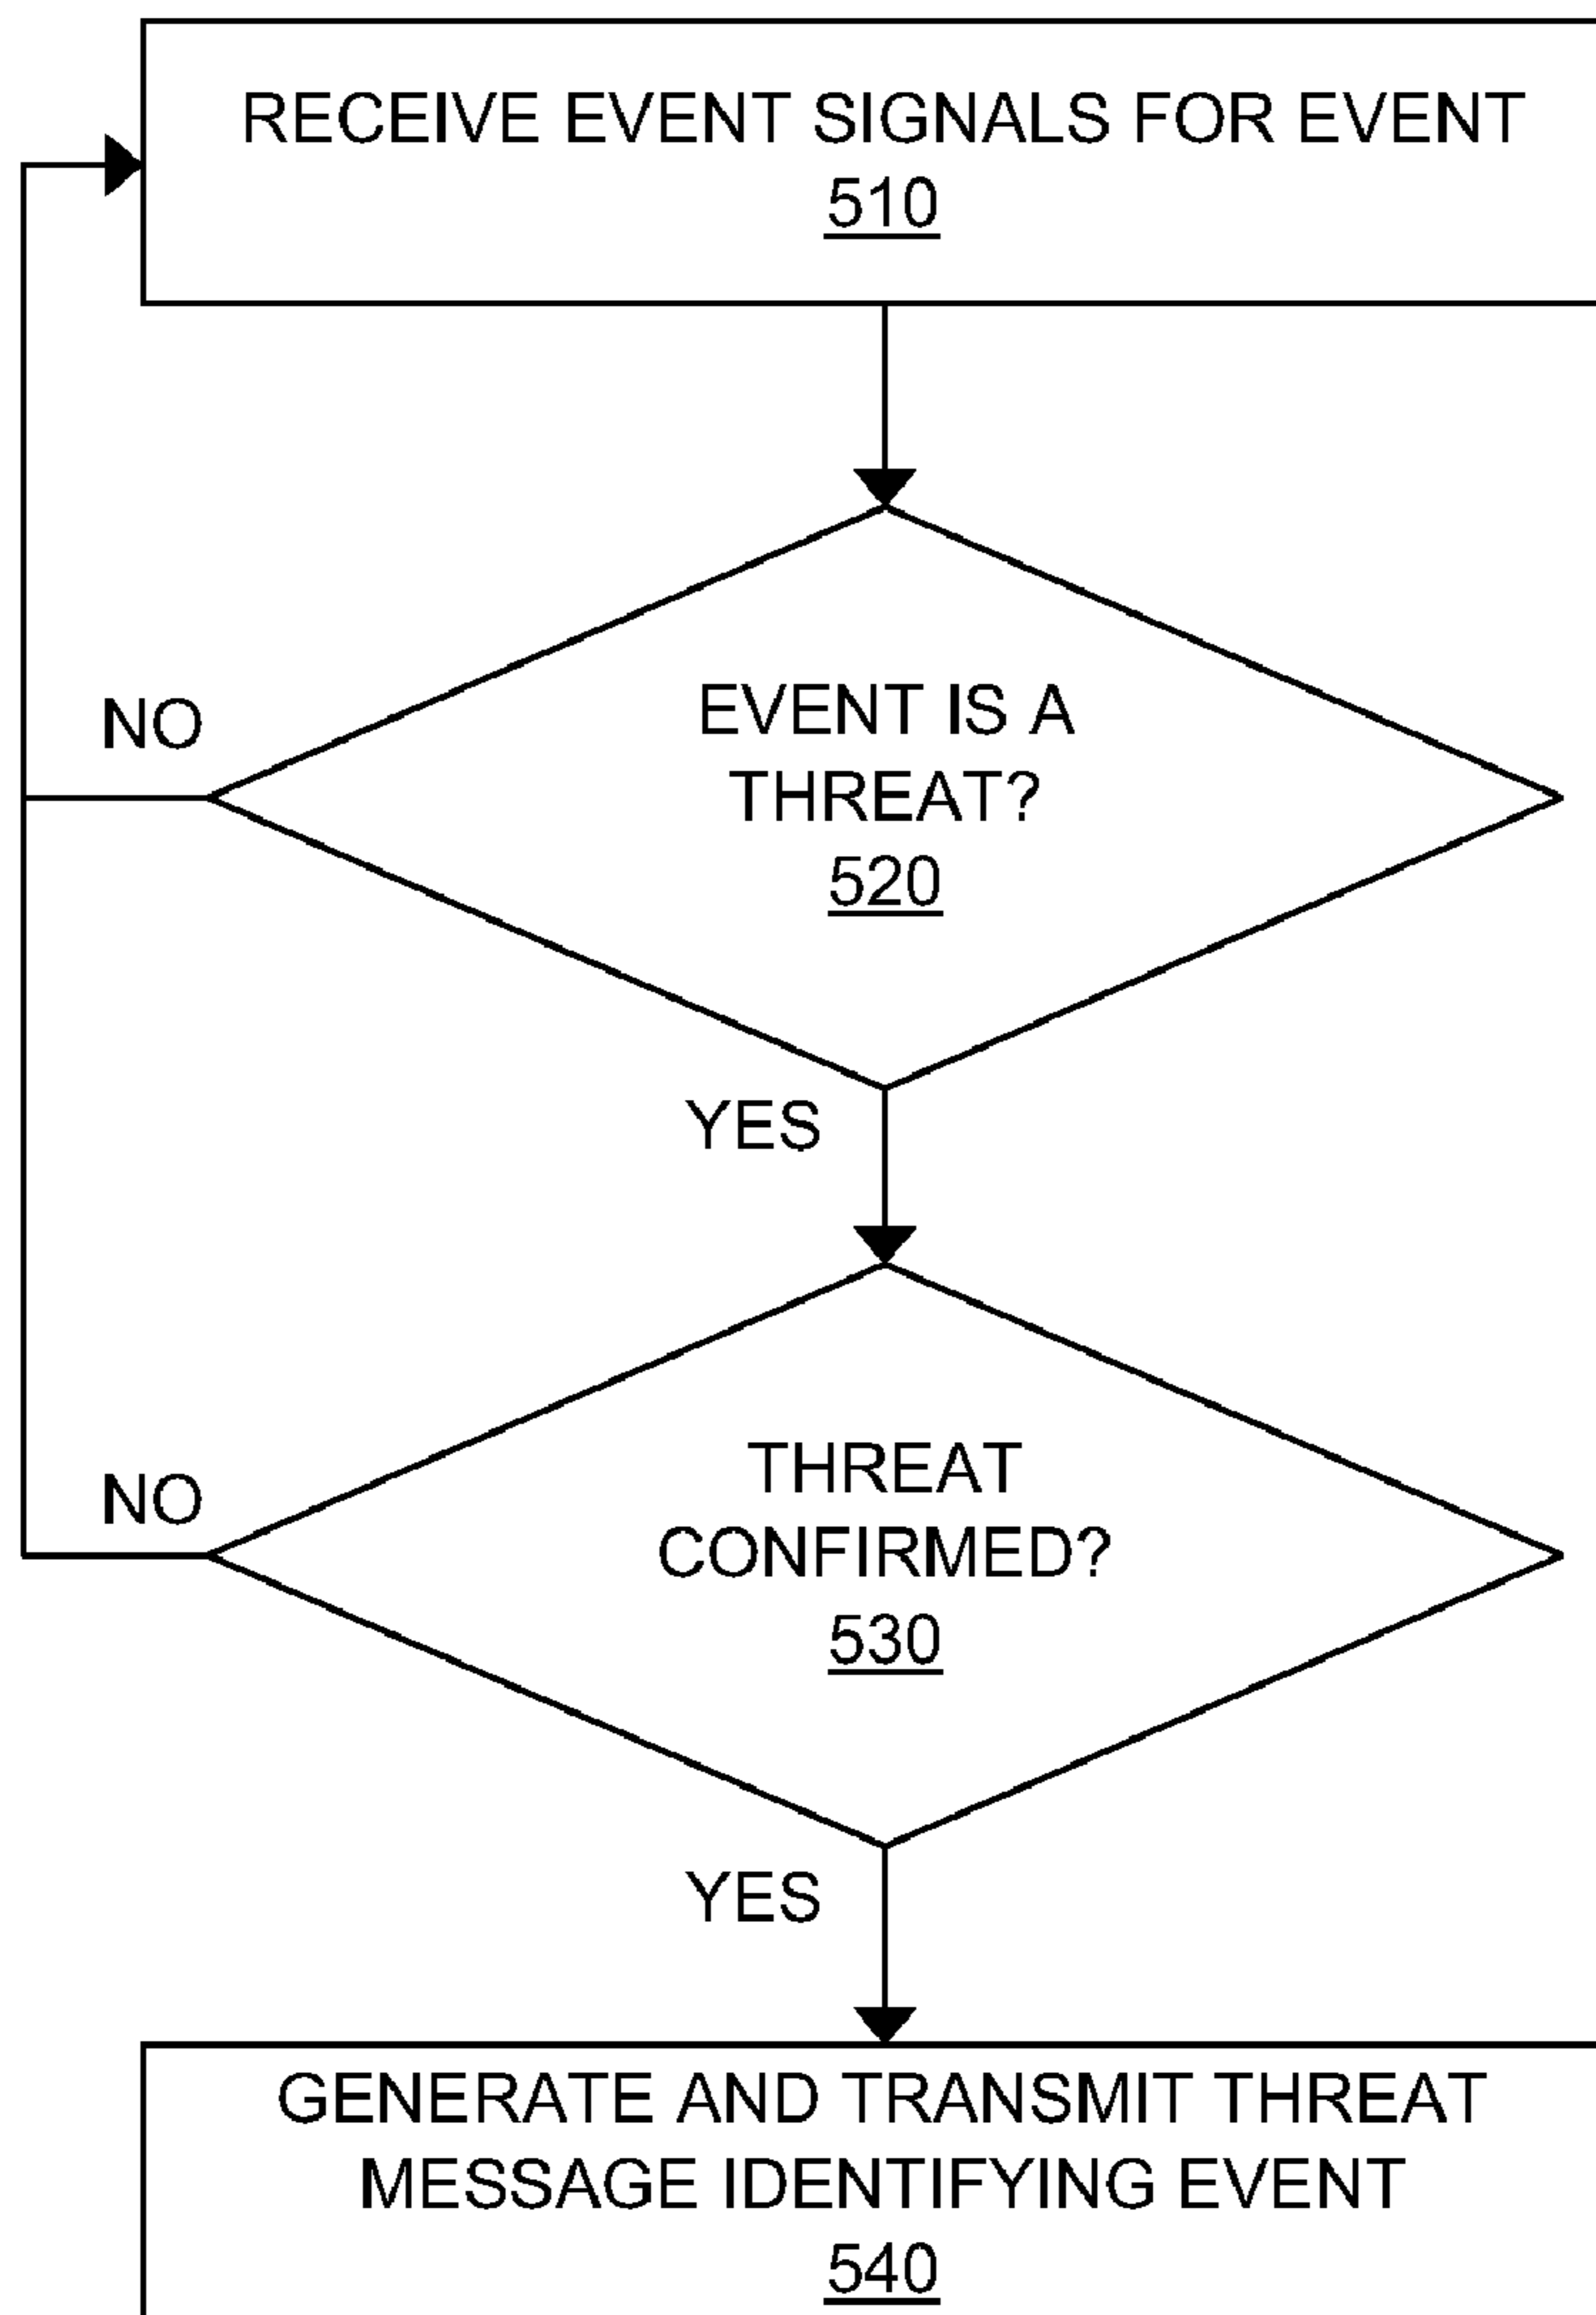 RECEIVE EVENT SIGNALS FOR EVENT
510
EVENT IS A
THREAT?
520
NO
YES
THREAT
CONFIRMED?
530
NO
YES
GENERATE AND TRANSMIT THREAT
MESSAGE IDENTIFYING EVENT
540